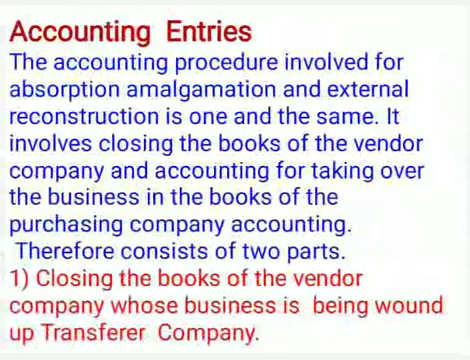 Accounting Entries
The accounting procedure involved for
absorption amalgamation and external
reconstruction is one and the same. It
involves closing the books of the vendor
company and accounting for taking over
the business in the books of the
purchasing company accounting.
Therefore consists of two parts.
1) Closing the books of the vendor
company whose business is being wound
up Transferer Company.